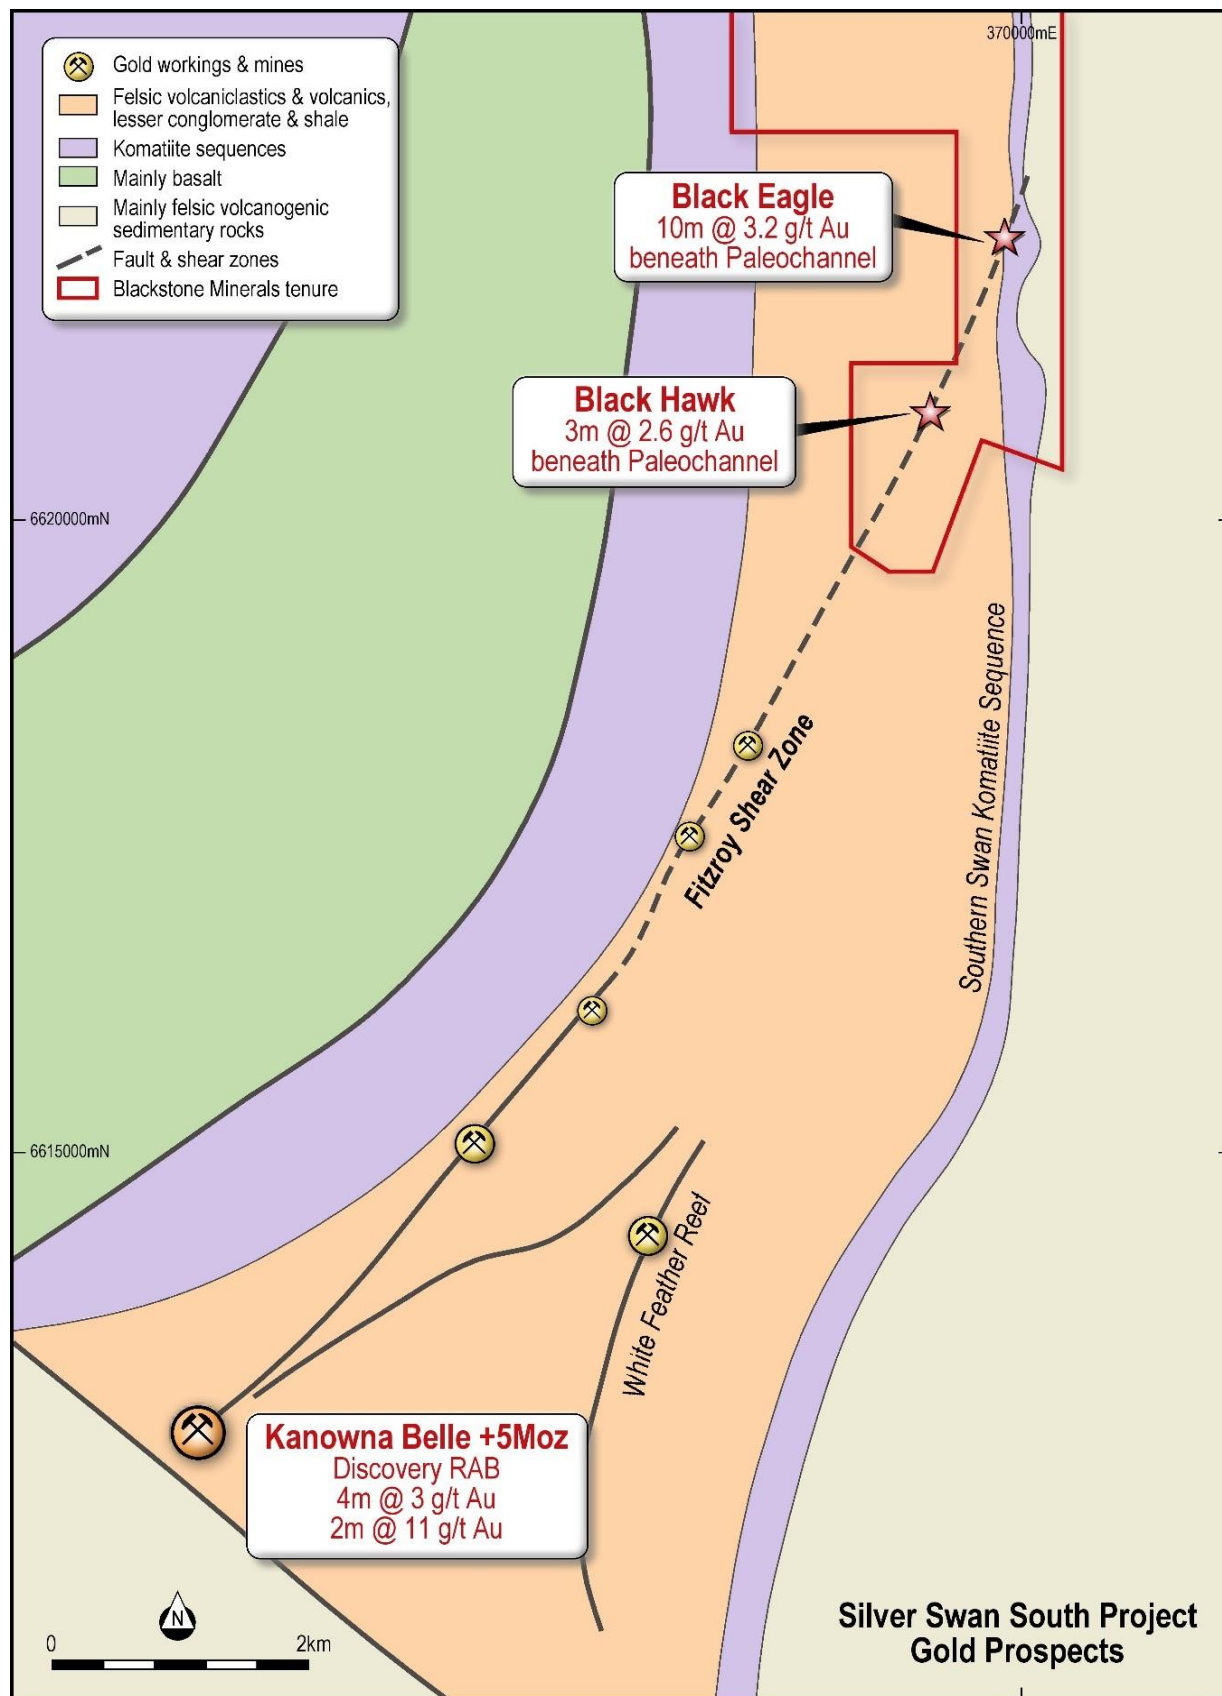 370000mE
Gold workings & mines
Felsic volcaniclastics & volcanics,
lesser conglomerate & shale
Komatiite sequences
Mainly basalt
Mainly felsic volcanogenic
sedimentary rocks
Fault & shear zones
Blackstone Minerals tenure
Black Eagle
10m @ 3.2 g/t Au
beneath Paleochannel
Black Hawk
3m @ 2.6 g/t Au
beneath Paleochannel
6620000mN
Southern Swan Komatiite Sequence
Fitzroy Shear Zone
6615000mN
White Feather Reef
Kanowna Belle +5Moz
Discovery RAB
4m @ 3 g/t Au
2m @ 11 g/t Au
N
0 2km
Silver Swan South Project
Gold Prospects